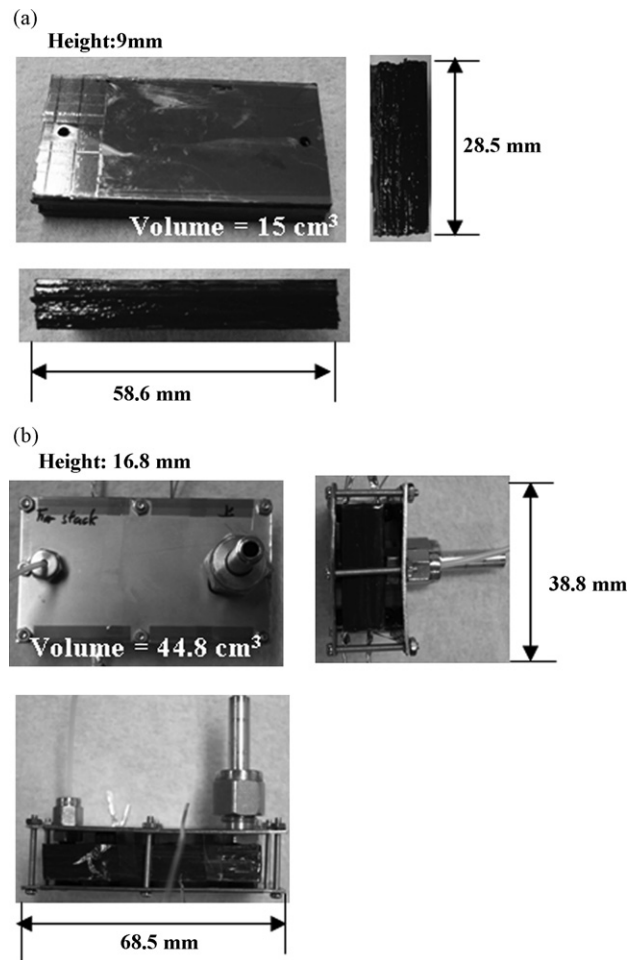 (a)
Height:9mm
28.5 mm
Volume = 15 cm³
58.6 mm
(b)
Height: 16.8 mm
stack
38.8 mm
Volume = 44.8 cm³
68.5 mm